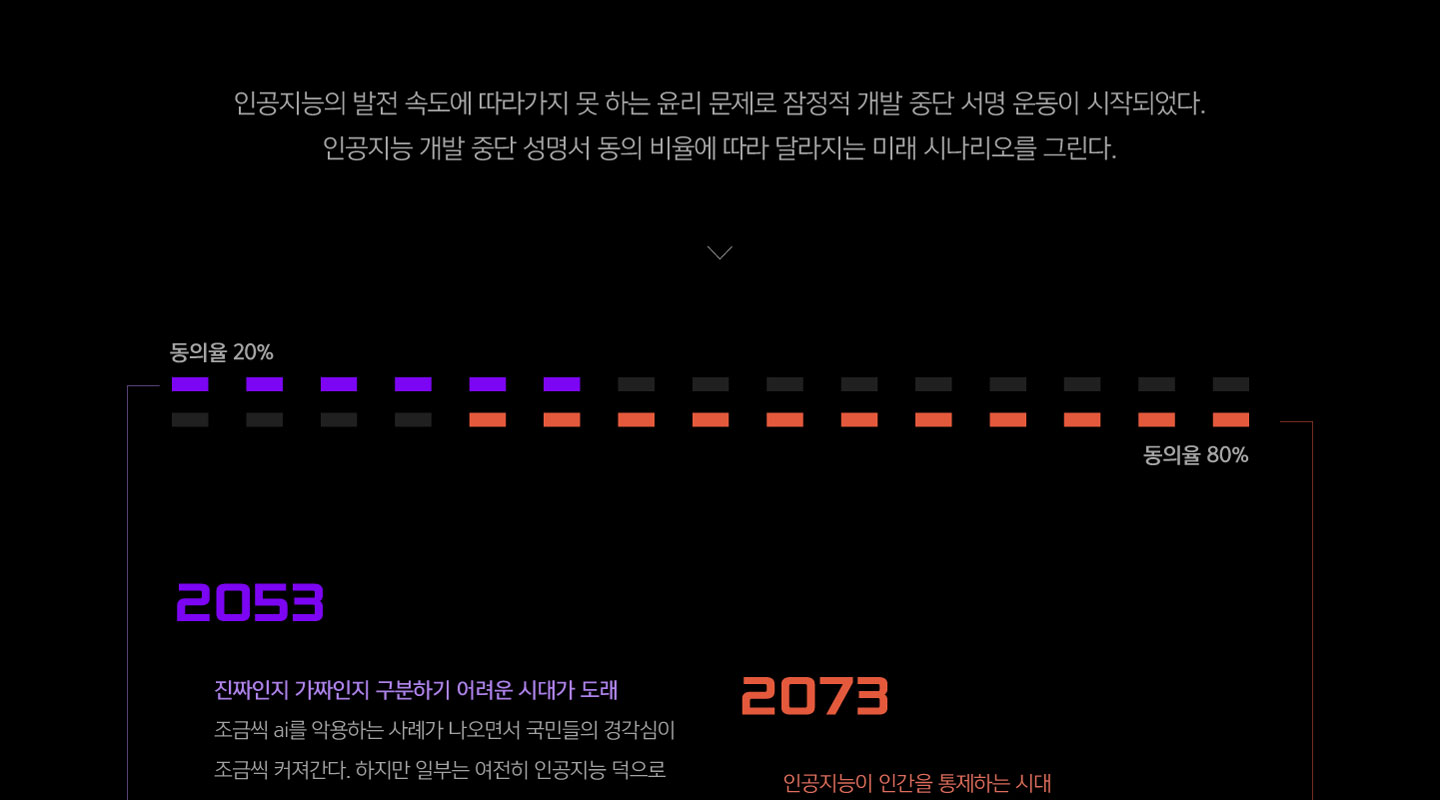 인공지능의 발전 속도에 따라가지 못 하는 윤리 문제로 잠정적 개발 중단 서명 운동이 시작되었다.
인공지능 개발 중단 성명서 동의 비율에 따라 달라지는 미래 시나리오를 그린다.
동의율 20%
동의율 80%
2053
진짜인지 가짜인지 구분하기 어려운 시대가 도래
조금씩 ai를 악용하는 사례가 나오면서 국민들의 경각심이
조금씩 커져간다. 하지만 일부는 여전히 인공지능 덕으로
2073
인공지능이 인간을 통제하는 시대